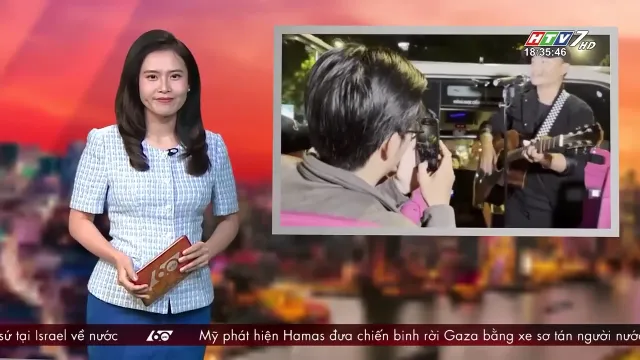 HTV7 HD
18:35:46
sứ tại Israel về nước 60 Mỹ phát hiện Hamas đưa chiến binh rời Gaza bằng xe sơ tán người nước